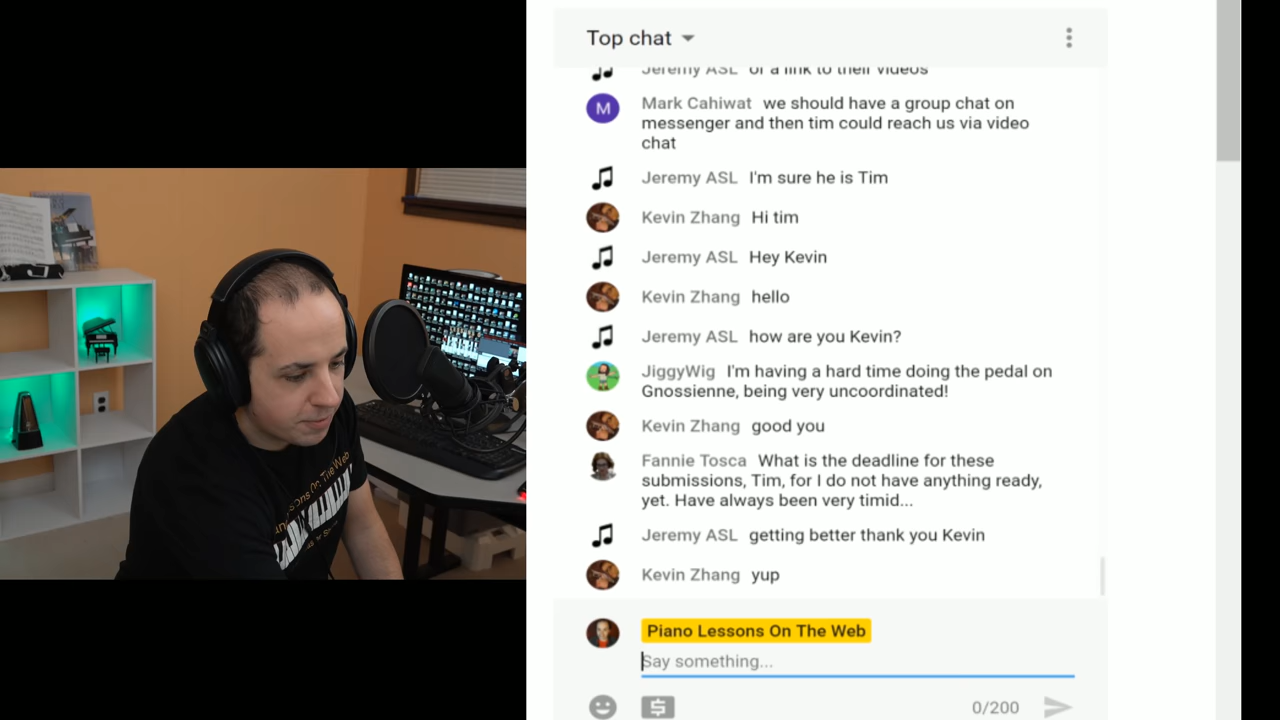 Top chat
Jeremy ASL or a link to their videos
M
Mark Cahiwat we should have a group chat on
messenger and then tim could reach us via video
chat
Jeremy ASL I'm sure he is Tim
Kevin Zhang Hi tim
Jeremy ASL Hey Kevin
Kevin Zhang hello
Jeremy ASL how are you Kevin?
JiggyWig I'm having a hard time doing the pedal on
Gnossienne, being very uncoordinated!
Kevin Zhang good you
Fannie Tosca What is the deadline for these
submissions, Tim, for I do not have anything ready,
yet. Have always been very timid...
Jeremy ASL getting better thank you Kevin
Kevin Zhang yup
Piano Lessons On The Web
Say something...
$
0/200
ons On The Web